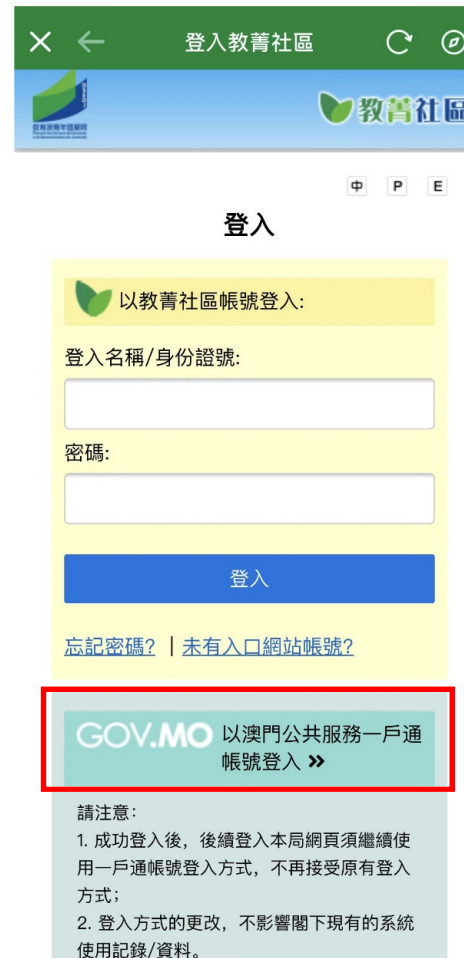 登入教菁社區
教菁社區
中 P E
登入
以教菁社區帳號登入:
登入名稱/身份證號:
密碼:
登入
忘記密碼? | 未有入口網站帳號?
GOV.MO 以澳門公共服務一戶通
帳號登入 »
請注意:
1. 成功登入後，後續登入本局網頁須繼續使
用一戶通帳號登入方式，不再接受原有登入
方式;
2. 登入方式的更改，不影響閣下現有的系統
使用記錄/資料。